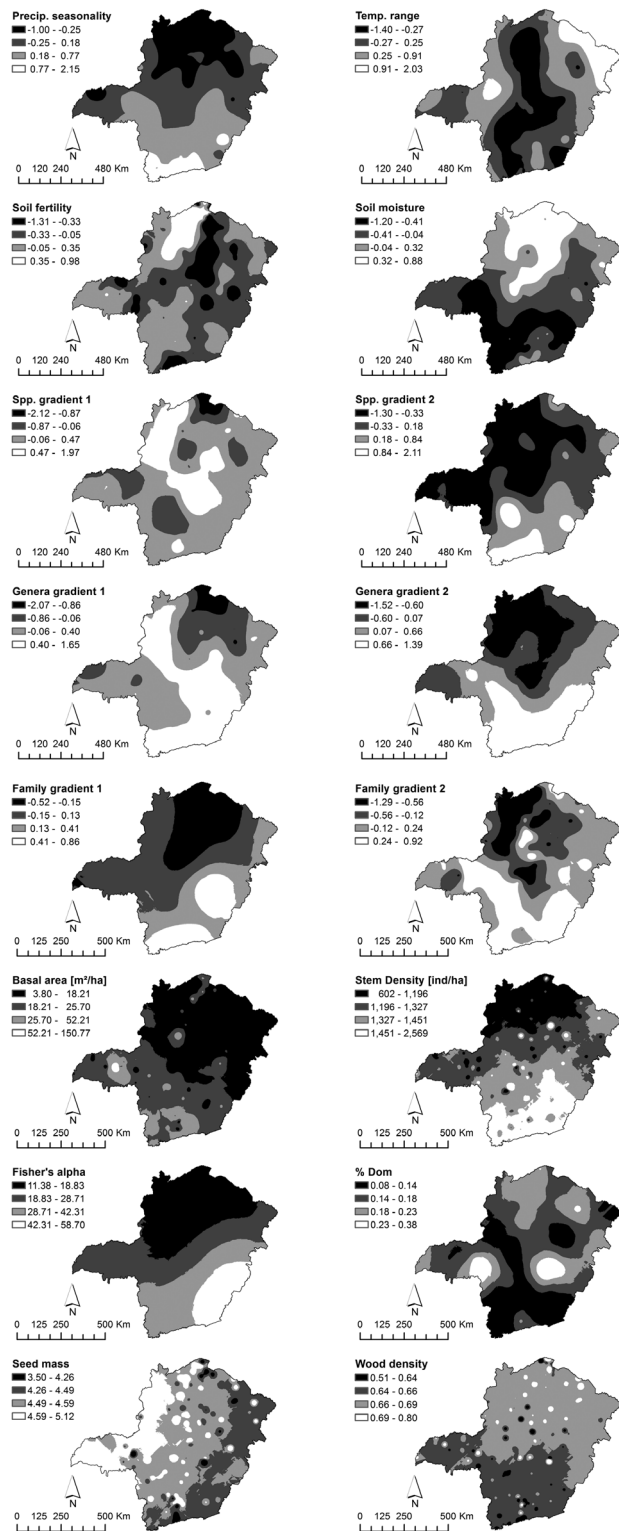 Precip. seasonality
-1.00 - -0.25
-0.25 - 0.18
0.18 - 0.77
0.77 - 2.15
N
0 120 240 480 Km
Temp. range
-1.40 - -0.27
-0.27 - 0.25
0.25 - 0.91
0.91 - 2.03
N
0 120 240 480 Km
Soil fertility
-1.31 - -0.33
-0.33 - -0.05
-0.05 - 0.35
0.35 - 0.98
N
0 120 240 480 Km
Soil moisture
-1.20 - -0.41
-0.41 - -0.04
-0.04 - 0.32
0.32 - 0.88
N
0 120 240 480 Km
Spp. gradient 1
-2.12 - -0.87
-0.87 - -0.06
-0.06 - 0.47
0.47 - 1.97
N
0 120 240 480 Km
Spp. gradient 2
-1.30 - -0.33
-0.33 - 0.18
0.18 - 0.84
0.84 - 2.11
N
0 120 240 480 Km
Genera gradient 1
-2.07 - -0.86
-0.86 - -0.06
-0.06 - 0.40
0.40 - 1.65
N
0 120 240 480 Km
Genera gradient 2
-1.52 - -0.60
-0.60 - 0.07
0.07 - 0.66
0.66 - 1.39
N
0 120 240 480 Km
Family gradient 1
-0.52 - -0.15
-0.15 - 0.13
0.13 - 0.41
0.41 - 0.86
N
0 125 250 500 Km
Family gradient 2
-1.29 - -0.56
-0.56 - -0.12
-0.12 - 0.24
0.24 - 0.92
N
0 125 250 500 Km
Basal area [m²/ha]
3.80 - 18.21
18.21 - 25.70
25.70 - 52.21
52.21 - 150.77
N
0 125 250 500 Km
Stem Density [ind/ha]
602 - 1,196
1,196 - 1,327
1,327 - 1,451
1,451 - 2,569
N
0 125 250 500 Km
Fisher's alpha
11.38 - 18.83
18.83 - 28.71
28.71 - 42.31
42.31 - 58.70
N
0 125 250 500 Km
% Dom
0.08 - 0.14
0.14 - 0.18
0.18 - 0.23
0.23 - 0.38
N
0 125 250 500 Km
Seed mass
3.50 - 4.26
4.26 - 4.49
4.49 - 4.59
4.59 - 5.12
N
0 125 250 500 Km
Wood density
0.51 - 0.64
0.64 - 0.66
0.66 - 0.69
0.69 - 0.80
N
0 125 250 500 Km